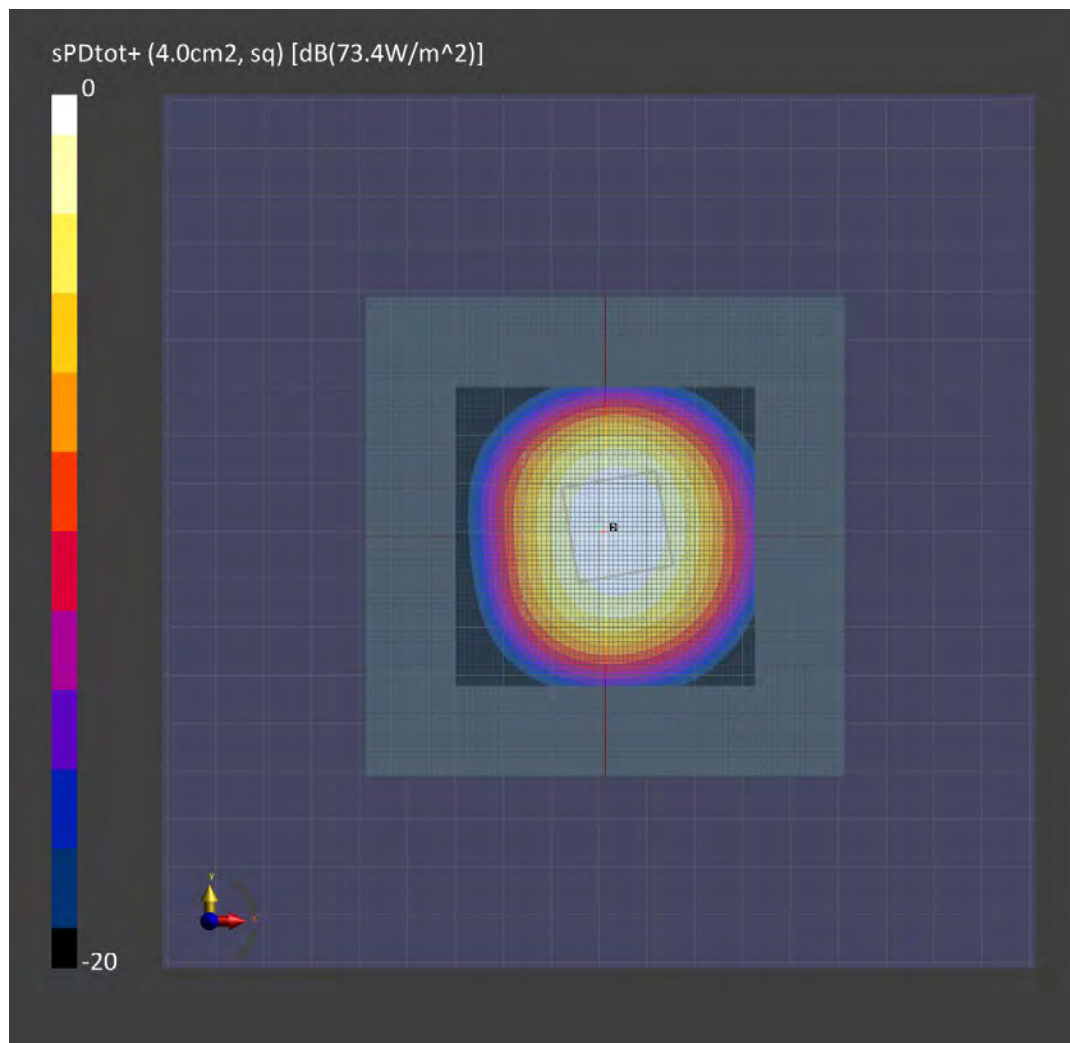 sPDtot+ (4.0cm2, sq) [dB(73.4W/m^2)]
0
-20
Y
X